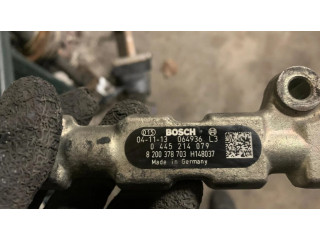 BOSCH
04-11-13 064936 L3
0 445 214 079
8 200 378 703 H148037
Made in Germany